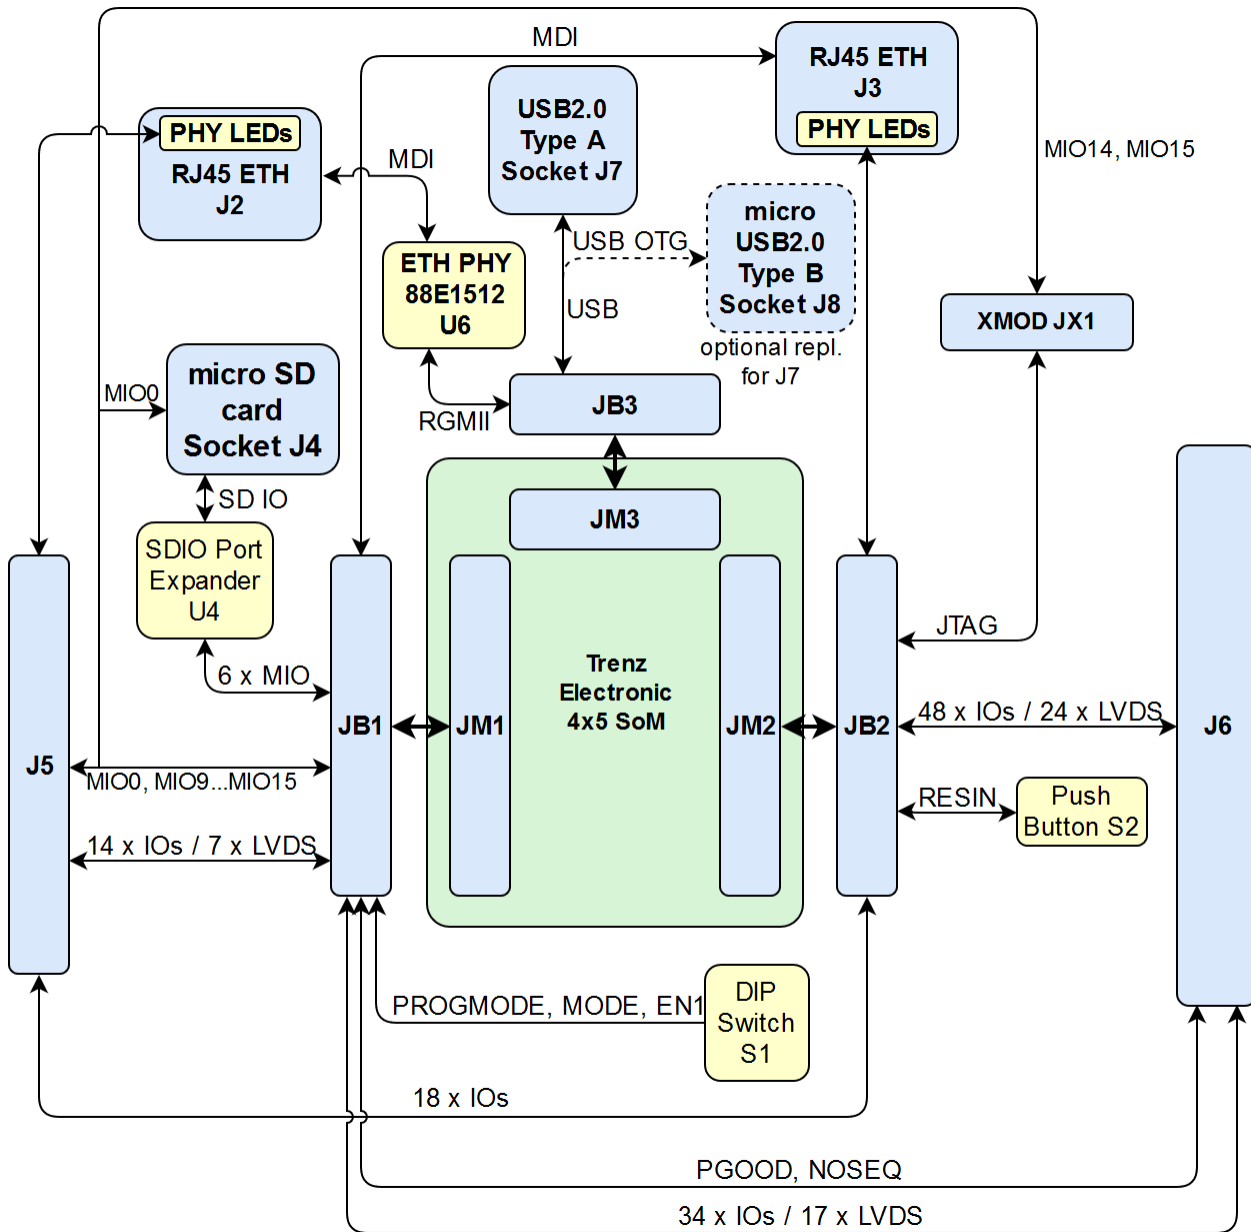 MDI
RJ45 ETH
J3
PHY LEDs
USB2.0
Type A
Socket J7
PHY LEDs
RJ45 ETH
J2
MDI
MIO14, MIO15
micro
USB2.0
Type B
Socket J8
optional repl.
for J7
USB OTG
USB
ETH PHY
88E1512
U6
XMOD JX1
micro SD
card
Socket J4
MIO0
RGMII
JB3
SD IO
JM3
SDIO Port
Expander
U4
6 x MIO
JTAG
Trenz
Electronic
4x5 SoM
J5
JB1
JM1
JM2
JB2
J6
48 x IOs / 24 x LVDS
MIO0, MIO9...MIO15
RESIN
Push
Button S2
14 x IOs / 7 x LVDS
PROGMODE, MODE, EN1
DIP
Switch
S1
18 x IOs
PGOOD, NOSEQ
34 x IOs / 17 x LVDS